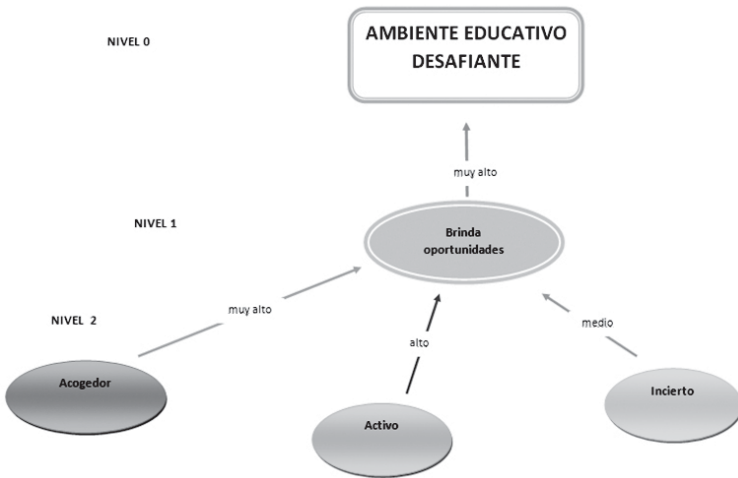 NIVEL 0
AMBIENTE EDUCATIVO
DESAFIANTE
muy alto
NIVEL 1
Brinda
oportunidades
muy alto
NIVEL 2
medio
alto
Acogedor
Incierto
Activo